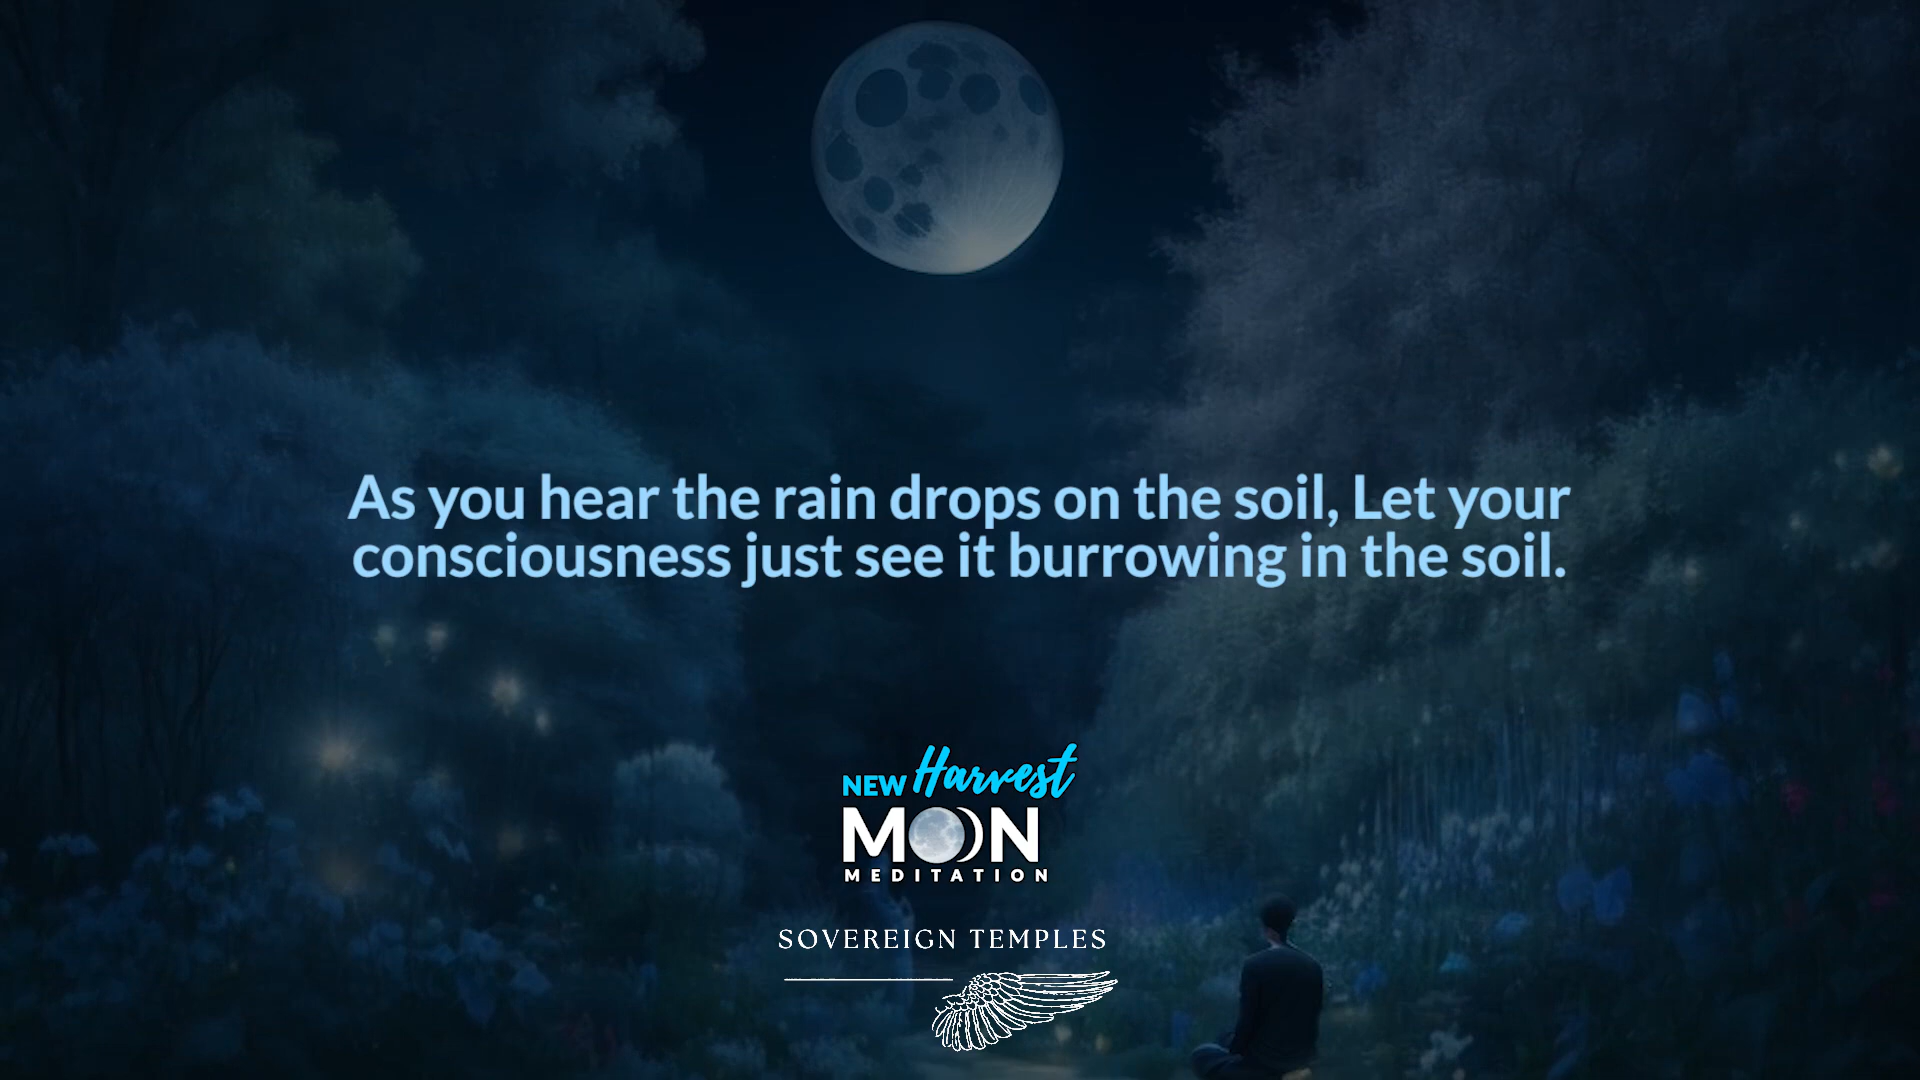 As you hear the rain drops on the soil, Let your
consciousness just see it burrowing in the soil.
NEW Harvest
MOON
MEDITATION
SOVEREIGN TEMPLES